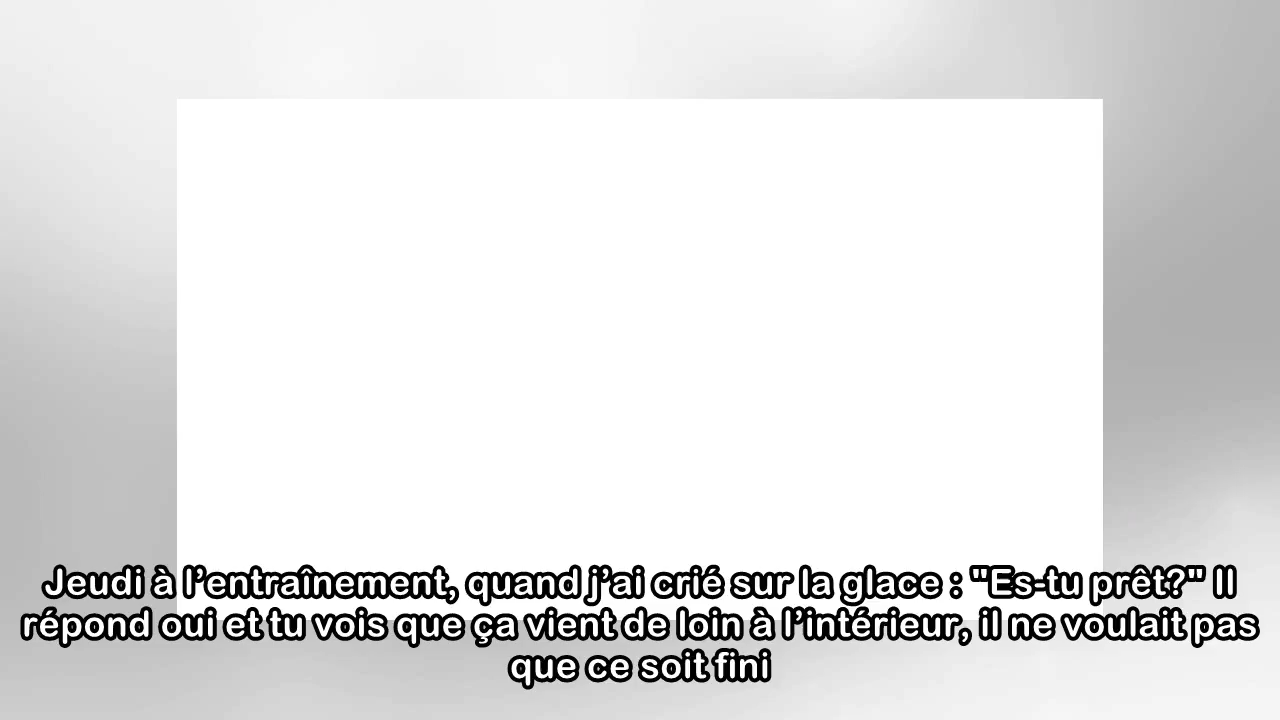 Jeudi à l’entraînement, quand j’ai crié sur la glace : "Es-tu prêt?" Il
répond oui et tu vois que ça vient de loin à l’intérieur, il ne voulait pas
que ce soit fini